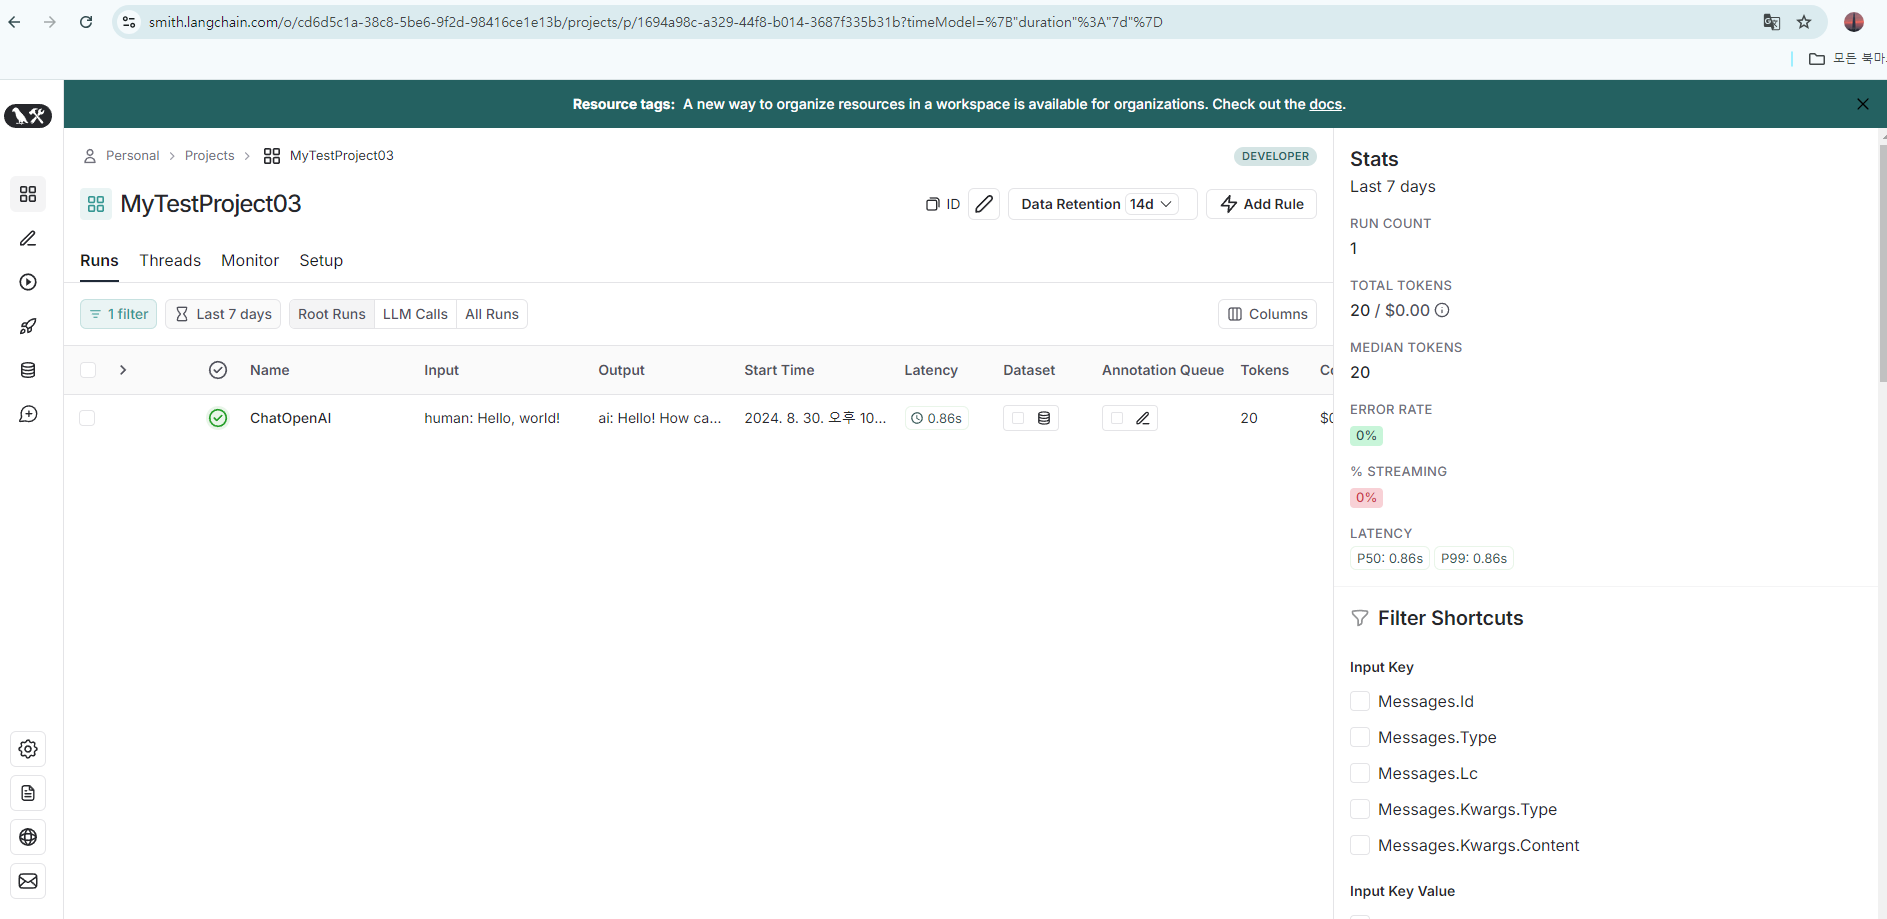 smith.langchain.com/o/cd6d5c1a-38c8-5be6-9f2d-98416ce1e13b/projects/p/1694a98c-a329-44f8-b014-3687f335b31b?timeModel=%7B"duration"%3A"7d"%7D
모든 북마
Resource tags: A new way to organize resources in a workspace is available for organizations. Check out the docs.
Personal > Projects > MyTestProject03
DEVELOPER
MyTestProject03
ID
Data Retention 14d
Add Rule
Runs Threads Monitor Setup
1 filter Last 7 days Root Runs LLM Calls All Runs Columns
Name Input Output Start Time Latency Dataset Annotation Queue Tokens Co
ChatOpenAI human: Hello, world! ai: Hello! How ca... 2024. 8. 30. 오후 10... 0.86s 20 $0
Stats
Last 7 days
RUN COUNT
1
TOTAL TOKENS
20 / $0.00
MEDIAN TOKENS
20
ERROR RATE
0%
% STREAMING
0%
LATENCY
P50: 0.86s P99: 0.86s
Filter Shortcuts
Input Key
Messages.Id
Messages.Type
Messages.Lc
Messages.Kwargs.Type
Messages.Kwargs.Content
Input Key Value